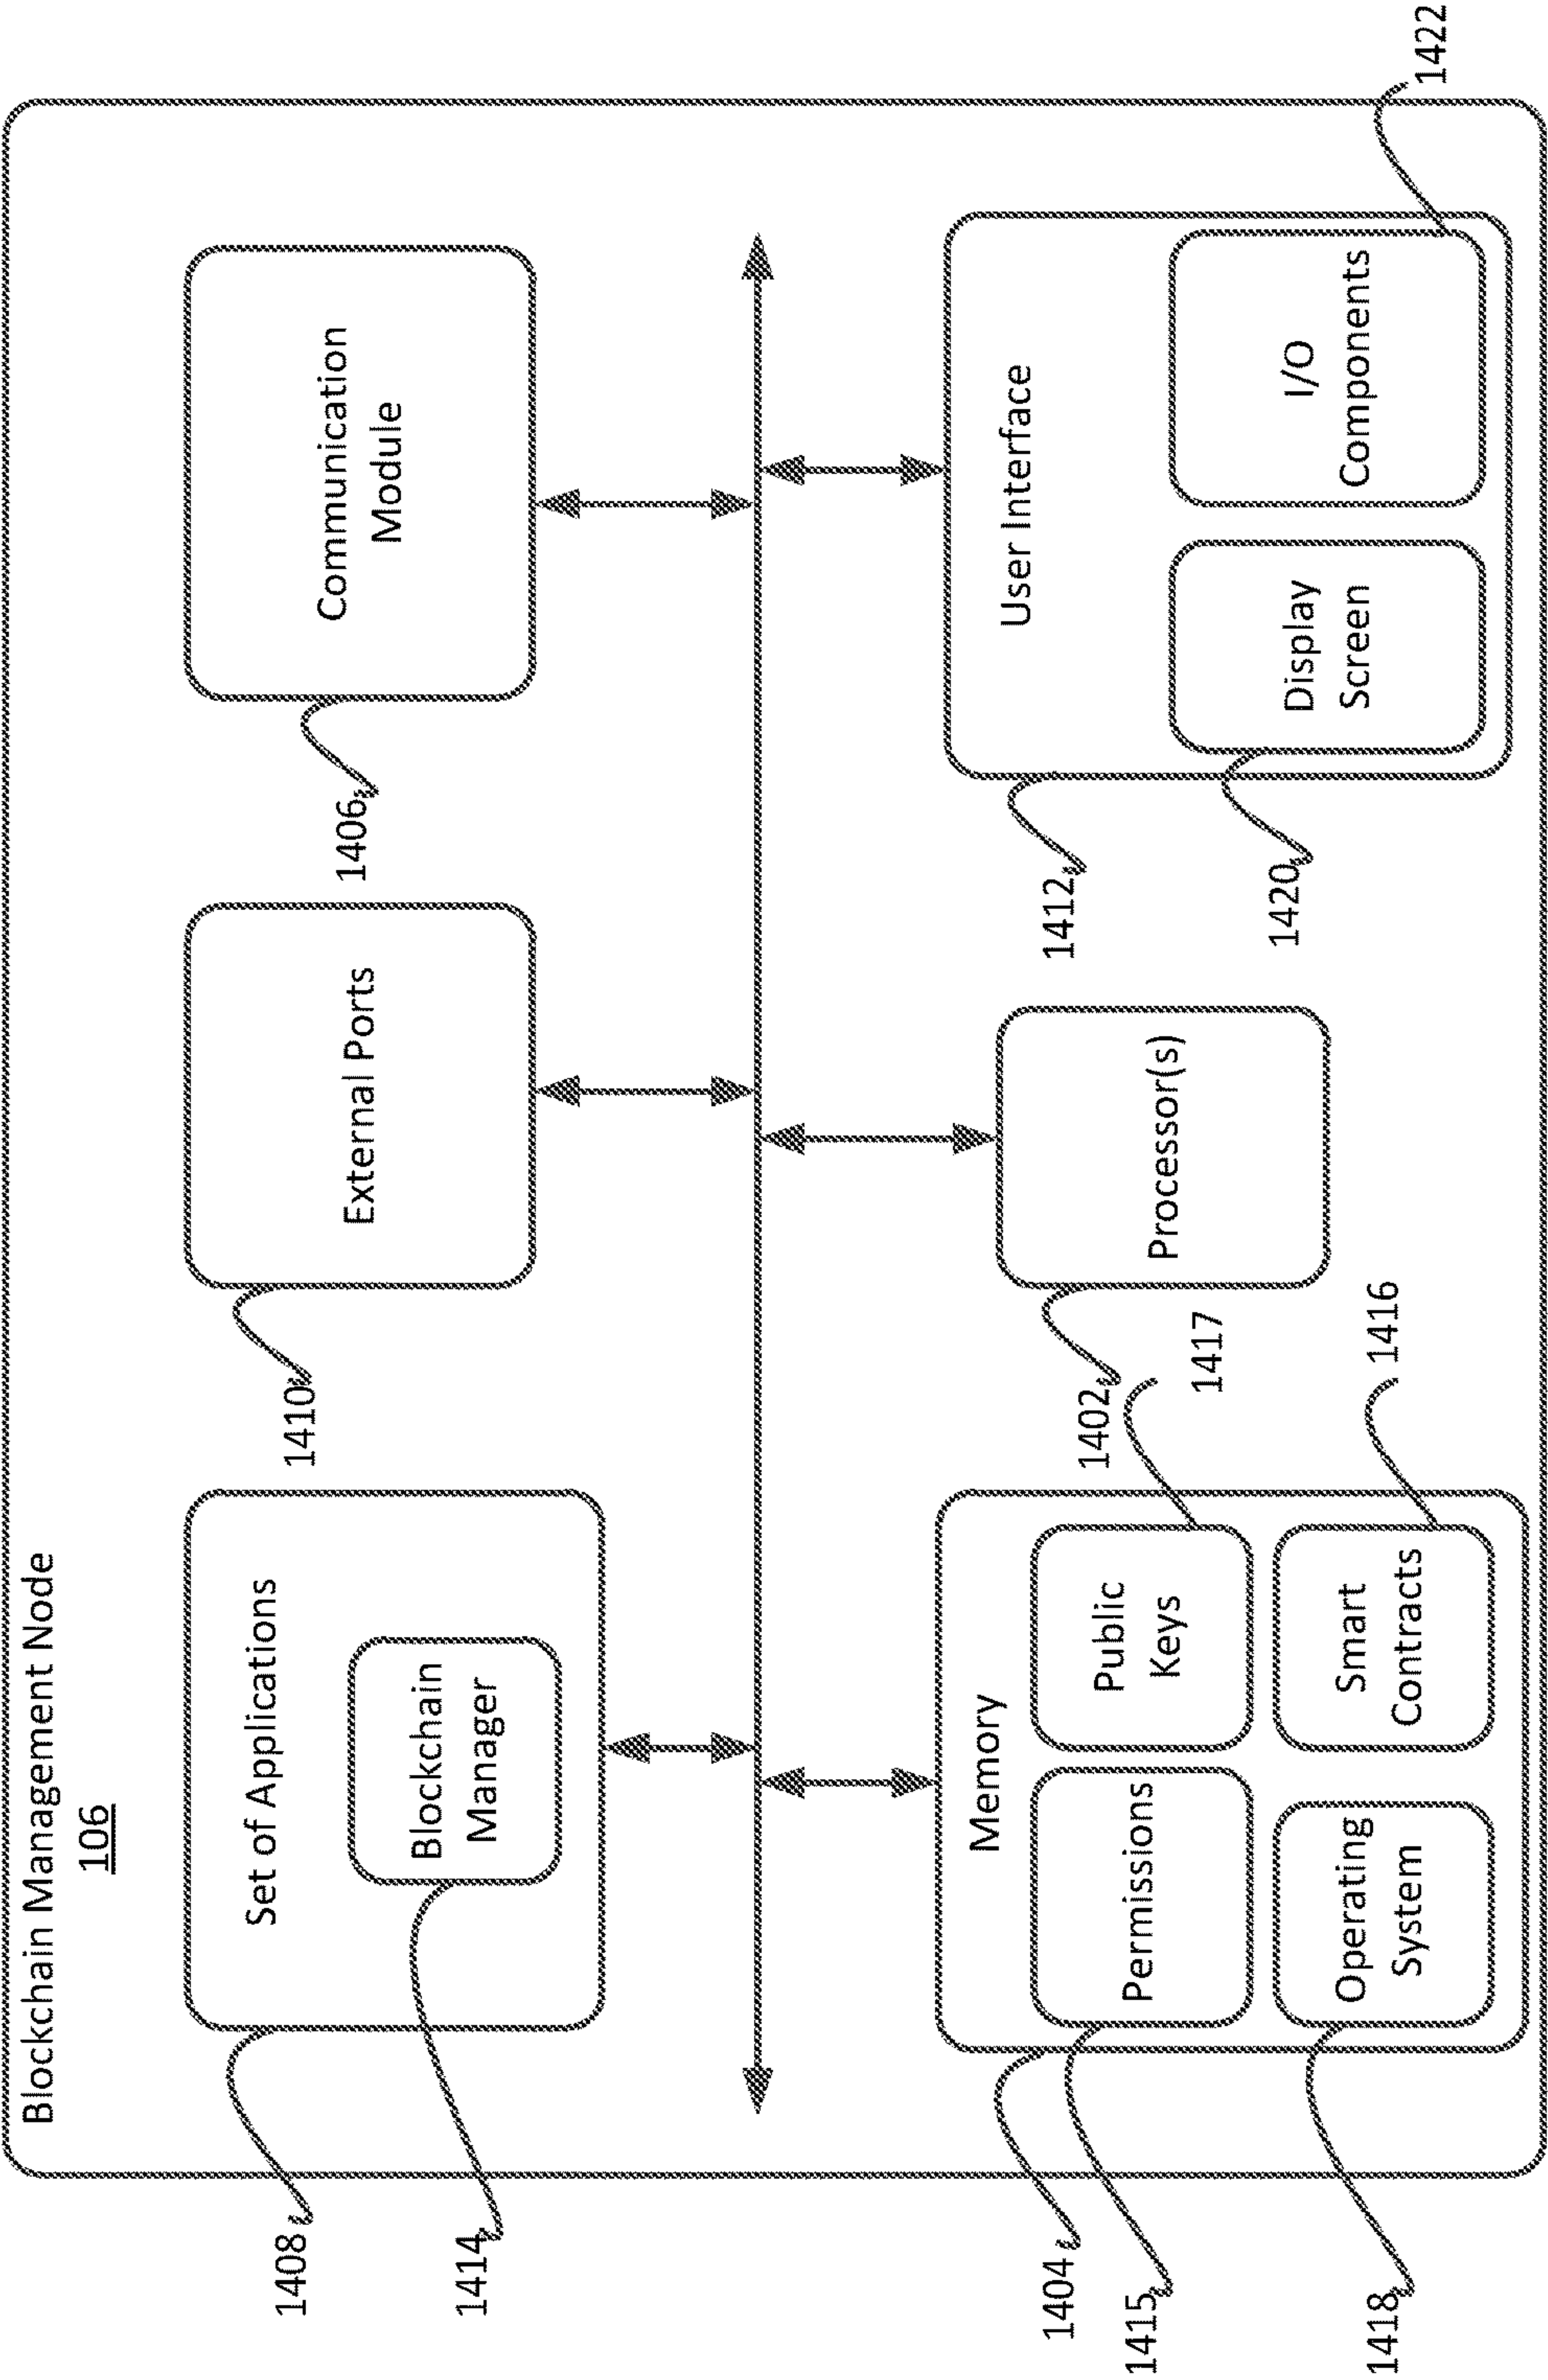 Blockchain Management Node
106
Set of Applications
Blockchain
Manager
1408
1414
External Ports
1410
Communication
Module
1406
Memory
Permissions
Public
Keys
Operating
System
Smart
Contracts
1404
1415
1418
1417
1416
Processor(s)
1402
User Interface
Display
Screen
I/O
Components
1412
1420
1422